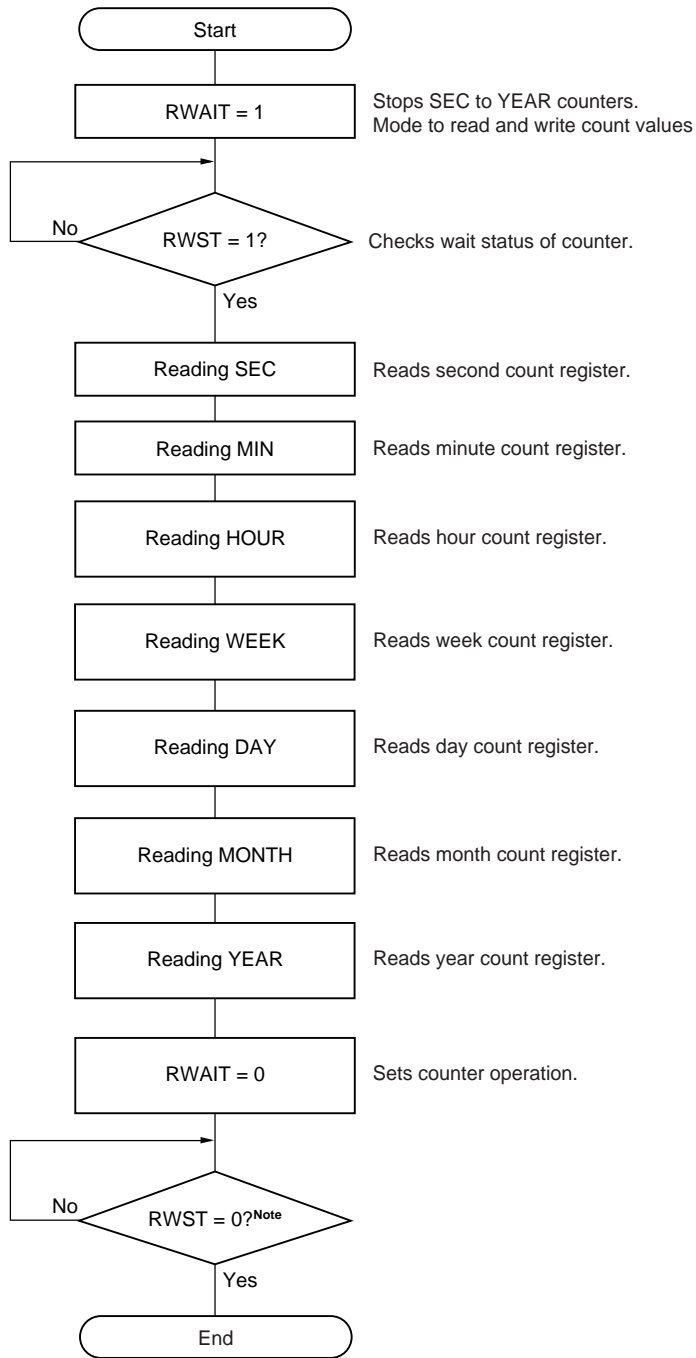 Start
RWAIT = 1
Stops SEC to YEAR counters.
Mode to read and write count values
No
RWST = 1?
Checks wait status of counter.
Yes
Reading SEC
Reads second count register.
Reading MIN
Reads minute count register.
Reading HOUR
Reads hour count register.
Reading WEEK
Reads week count register.
Reading DAY
Reads day count register.
Reading MONTH
Reads month count register.
Reading YEAR
Reads year count register.
RWAIT = 0
Sets counter operation.
No
RWST = 0?Note
Yes
End